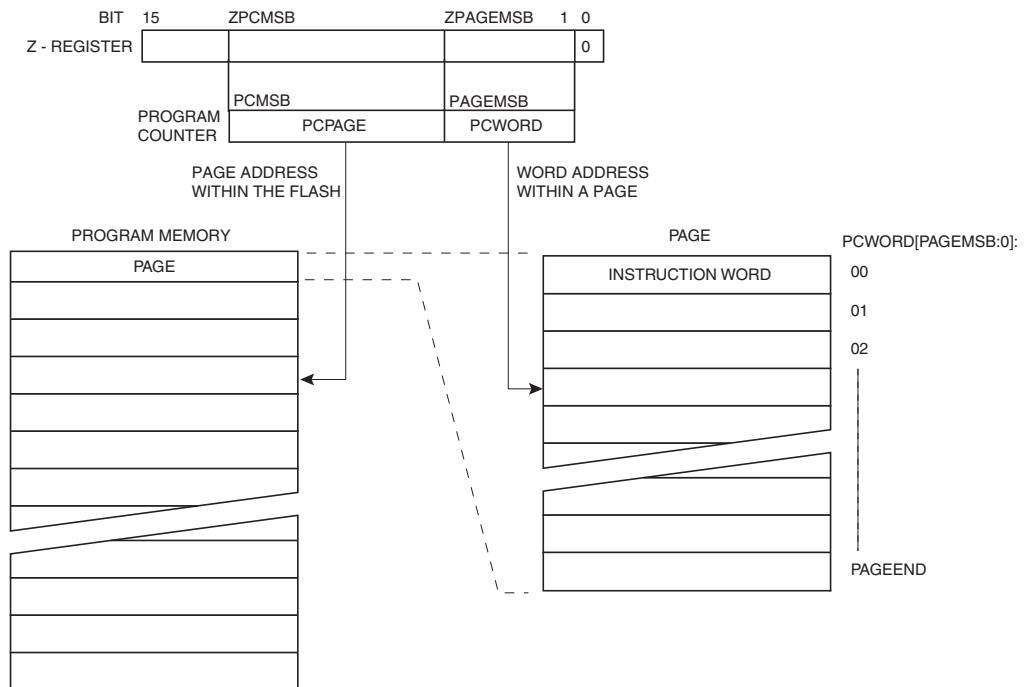 BIT 15 ZPCMSB ZPAGEMSB 1 0
Z - REGISTER 0
PCMSB PAGEMSB
PROGRAM
COUNTER
PCPAGE PCWORD
PAGE ADDRESS
WITHIN THE FLASH
WORD ADDRESS
WITHIN A PAGE
PROGRAM MEMORY
PAGE
PAGE
PCWORD[PAGEMSB:0]:
INSTRUCTION WORD 00
01
02
PAGEEND